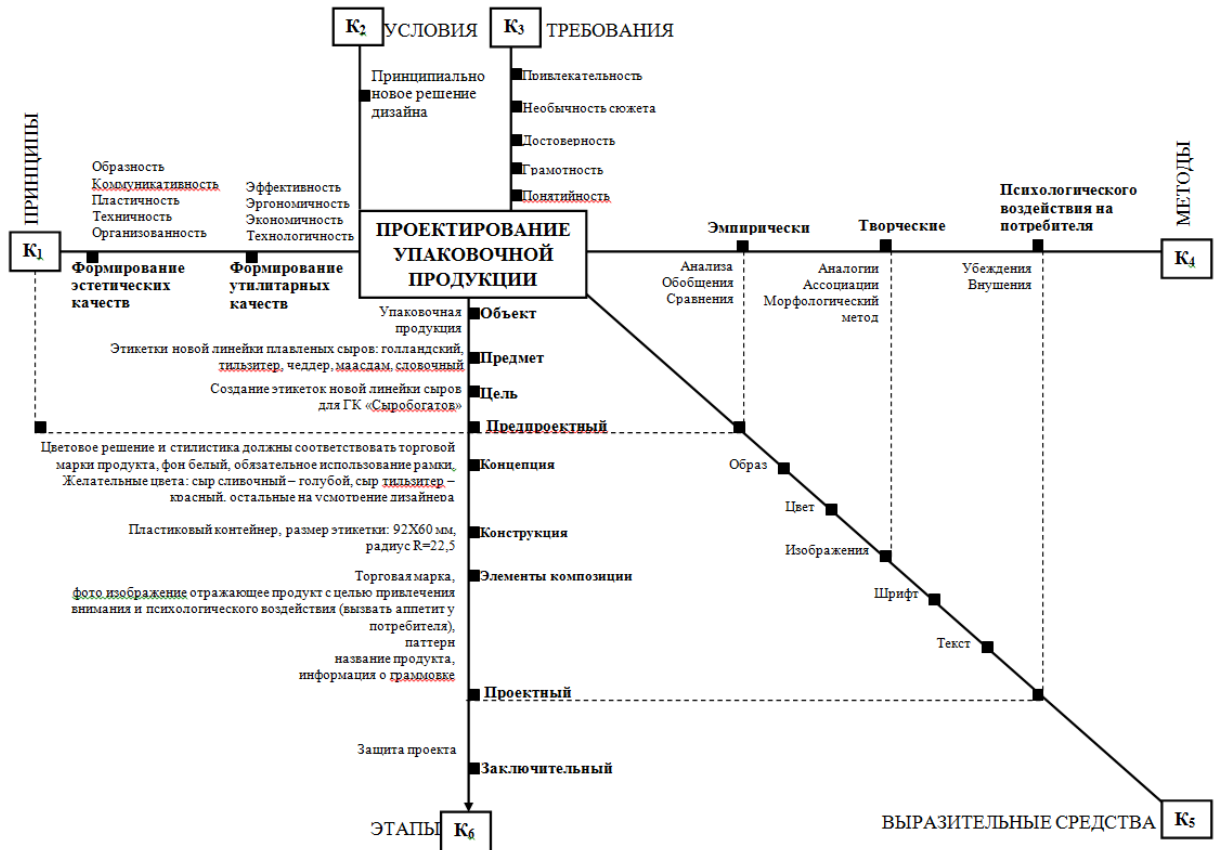 К2 УСЛОВИЯ
К3 ТРЕБОВАНИЯ
Принципиально
новое решение
дизайна
Привлекательность
Необычность сюжета
Достоверность
Грамотность
Понятийность
ПРИНЦИПЫ
К1
Образность
Коммуникативность
Пластичность
Техничность
Организованность
Формирование
эстетических
качеств
Эффективность
Эргономичность
Экономичность
Технологичность
Формирование
утилитарных
качеств
ПРОЕКТИРОВАНИЕ
УПАКОВОЧНОЙ
ПРОДУКЦИИ
Эмпирически
Анализа
Обобщения
Сравнения
Творческие
Аналогии
Ассоциации
Морфологический
метод
Психологического
воздействия на
потребителя
Убеждения
Внушения
МЕТОДЫ
К4
Упаковочная
продукция
Объект
Этикетки новой линейки плавленых сыров: голландский,
тильзитер, чеддер, маасдам, словочный
Предмет
Создание этикеток новой линейки сыров
для ГК «Сыробогатов»
Цель
Предпроектный
Цветовое решение и стилистика должны соответствовать торговой
марки продукта, фон белый, обязательное использование рамки,
Желательные цвета: сыр сливочный – голубой, сыр тильзитер –
красный, остальные на усмотрение дизайнера
Концепция
Пластиковый контейнер, размер этикетки: 92Х60 мм,
радиус R=22,5
Конструкция
Торговая марка,
фото изображение отражающее продукт с целью привлечения
внимания и психологического воздействия (вызвать аппетит у
потребителя),
паттерн
название продукта,
информация о граммовке
Элементы композиции
Проектный
Защита проекта
Заключительный
ЭТАПЫ К6
Образ
Цвет
Изображения
Шрифт
Текст
ВЫРАЗИТЕЛЬНЫЕ СРЕДСТВА К5